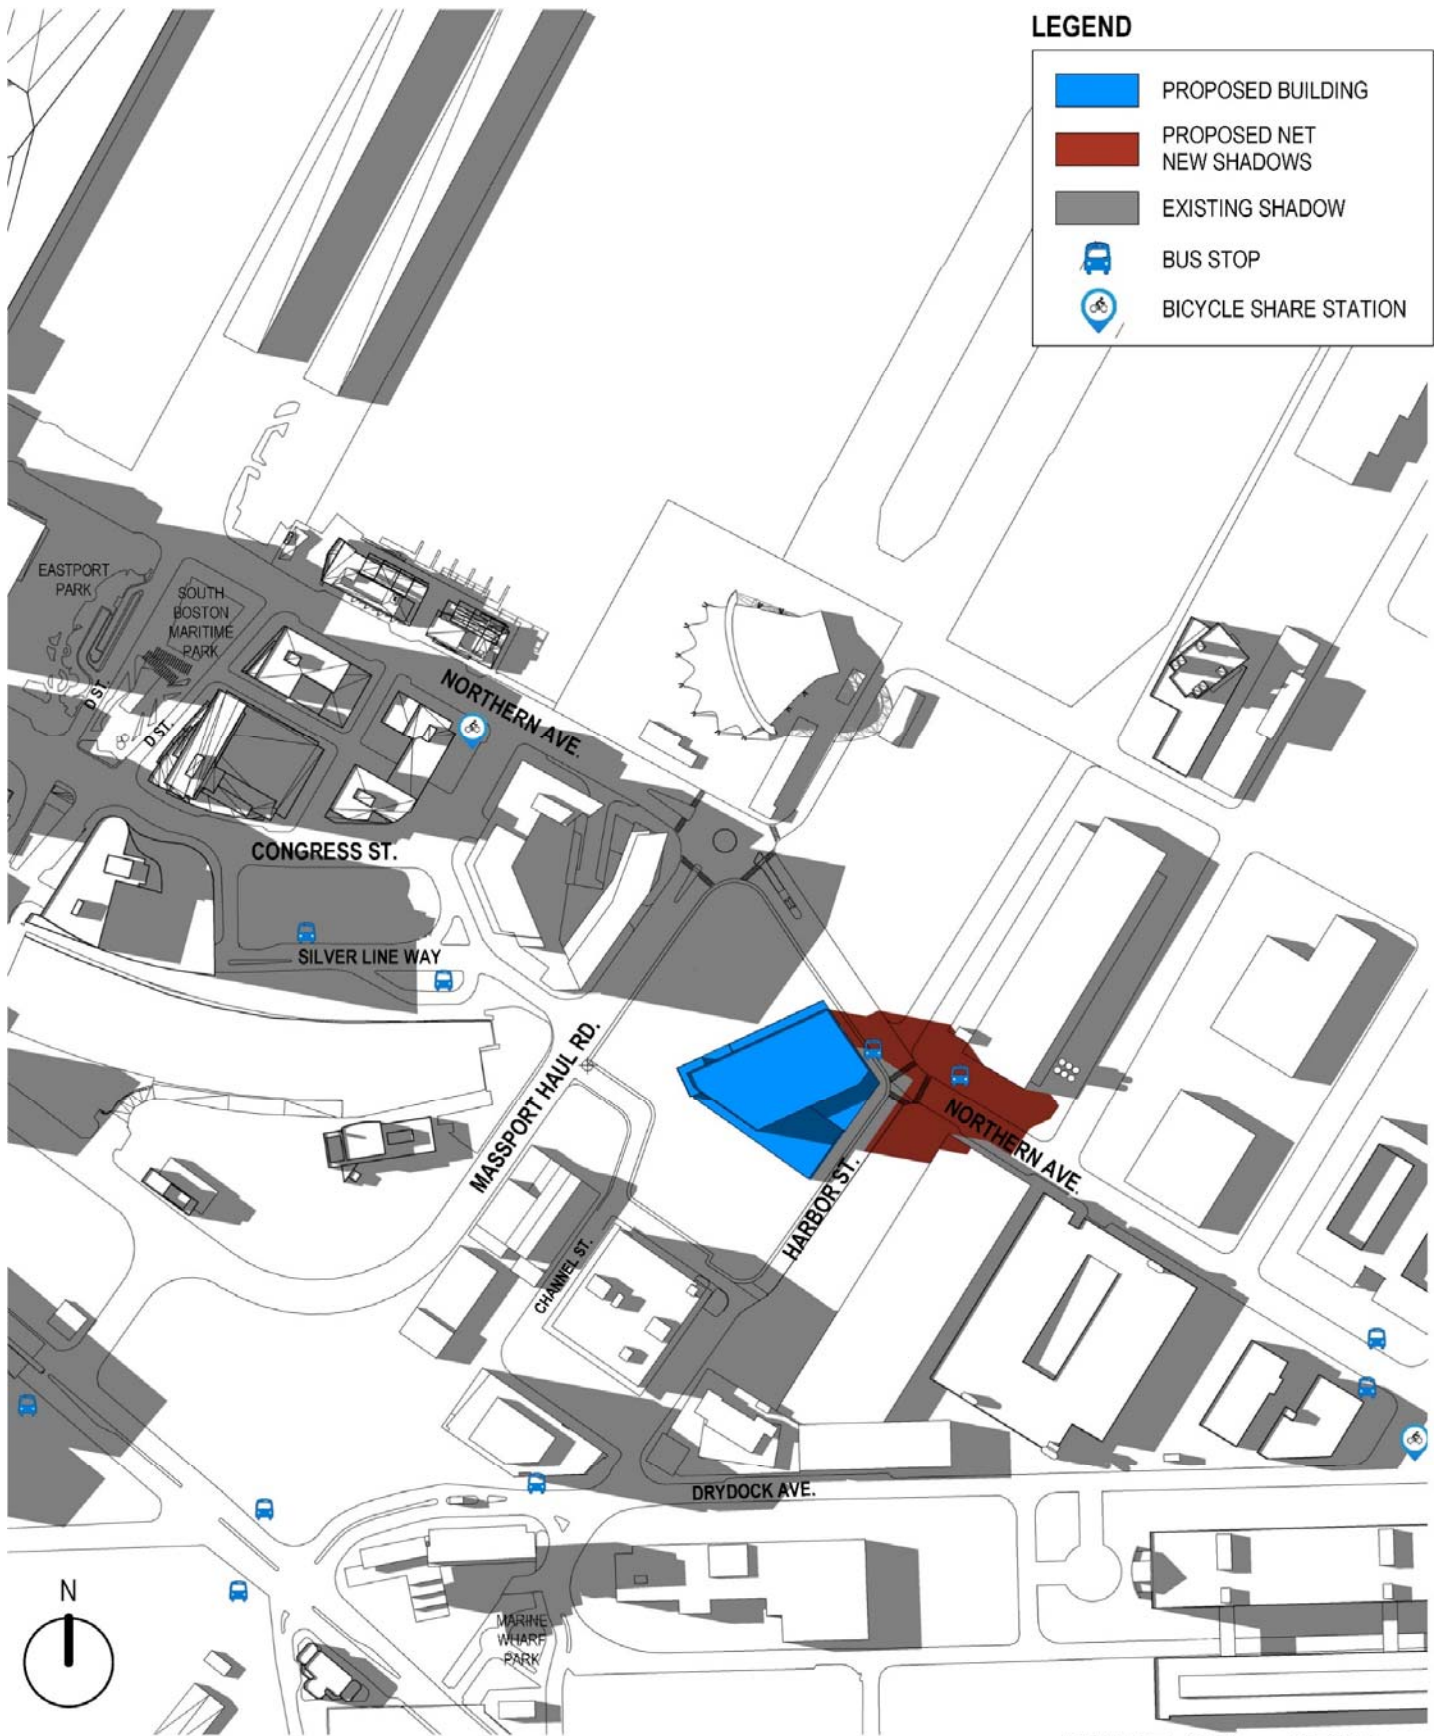 LEGEND
PROPOSED BUILDING
PROPOSED NET
NEW SHADOWS
EXISTING SHADOW
BUS STOP
BICYCLE SHARE STATION
EASTPORT
PARK
SOUTH
BOSTON
MARITIME
PARK
D ST.
D ST.
NORTHERN AVE.
CONGRESS ST.
SILVER LINE WAY
MASSPORT HAUL RD.
NORTHERN AVE.
HARBOR ST.
CHANNEL ST.
DRYDOCK AVE.
N
MARINE
WHARF
PARK